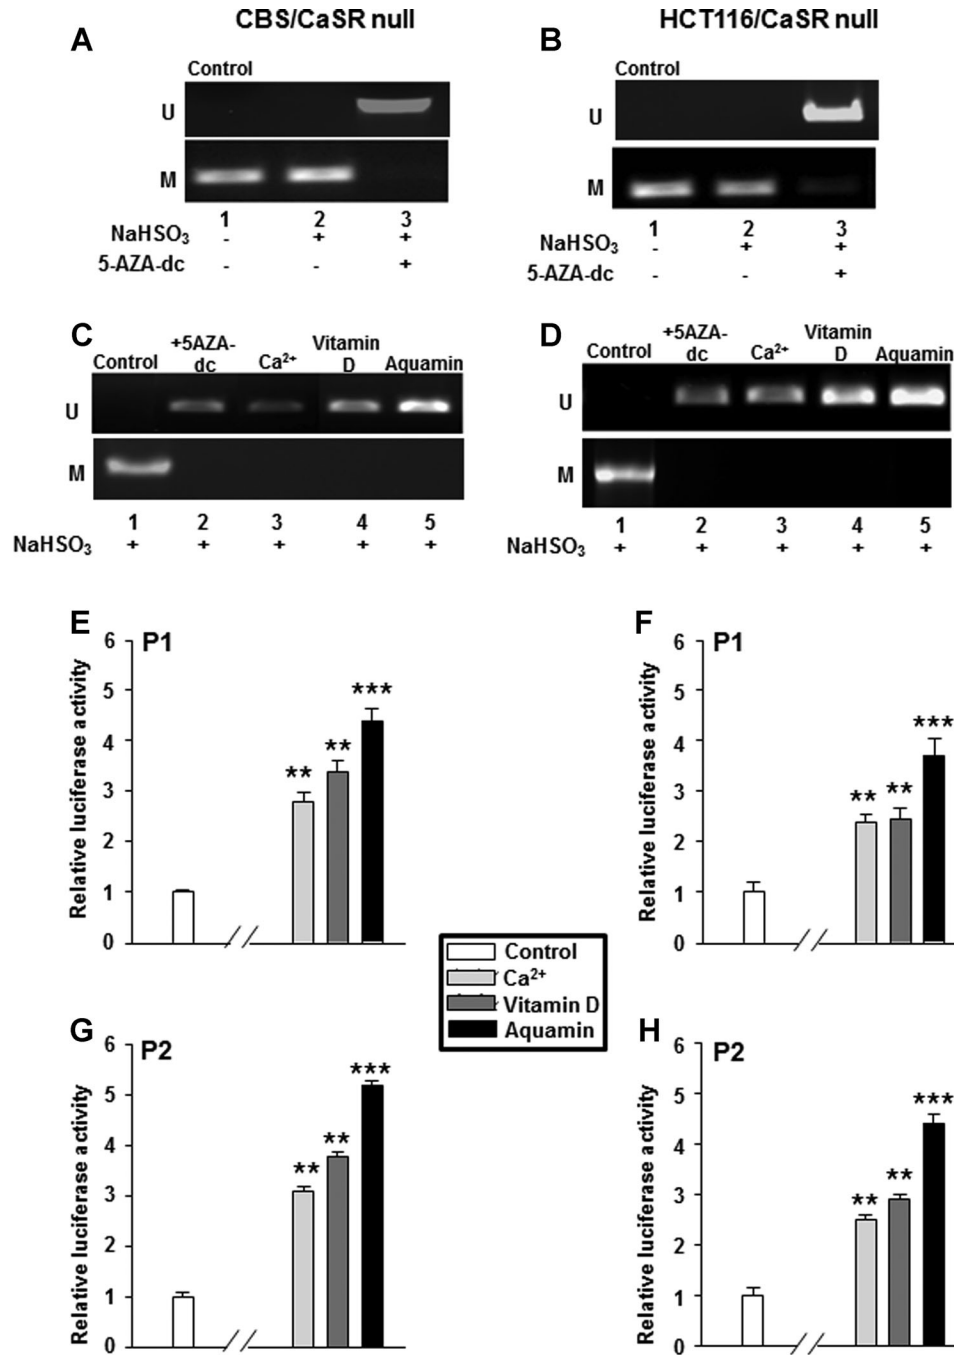 CBS/CaSR null
HCT116/CaSR null
A
Control
U
M
1 2 3
NaHSO3 - + +
5-AZA-dc - - +
B
Control
U
M
1 2 3
NaHSO3 - + +
5-AZA-dc - - +
C
Control +5AZA-dc Ca2+ Vitamin D Aquamin
U
M
1 2 3 4 5
NaHSO3 + + + + +
D
Control +5AZA-dc Ca2+ Vitamin D Aquamin
U
M
1 2 3 4 5
NaHSO3 + + + + +
E
P1
Relative luciferase activity
6
5
4
3
2
1
0
** ** ***
F
P1
Relative luciferase activity
6
5
4
3
2
1
0
** ** ***
Control
Ca2+
Vitamin D
Aquamin
G
P2
Relative luciferase activity
6
5
4
3
2
1
0
** ** ***
H
P2
Relative luciferase activity
6
5
4
3
2
1
0
** ** ***